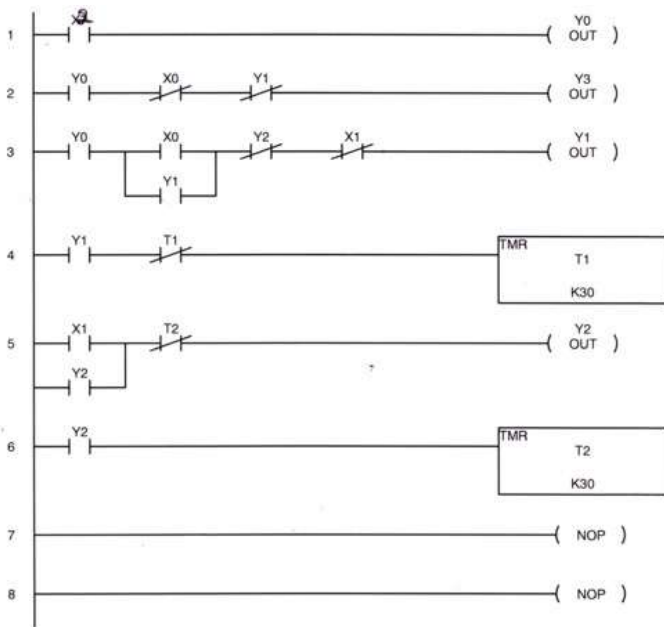 Y0
1 OUT
Y0 X0 Y1 Y3
2 OUT
Y0 X0 Y2 X1 Y1
3 OUT
Y1
Y1 T1 TMR
4 T1
K30
X1 T2 Y2
5 OUT
Y2
Y2 TMR
6 T2
K30
7 NOP
8 NOP